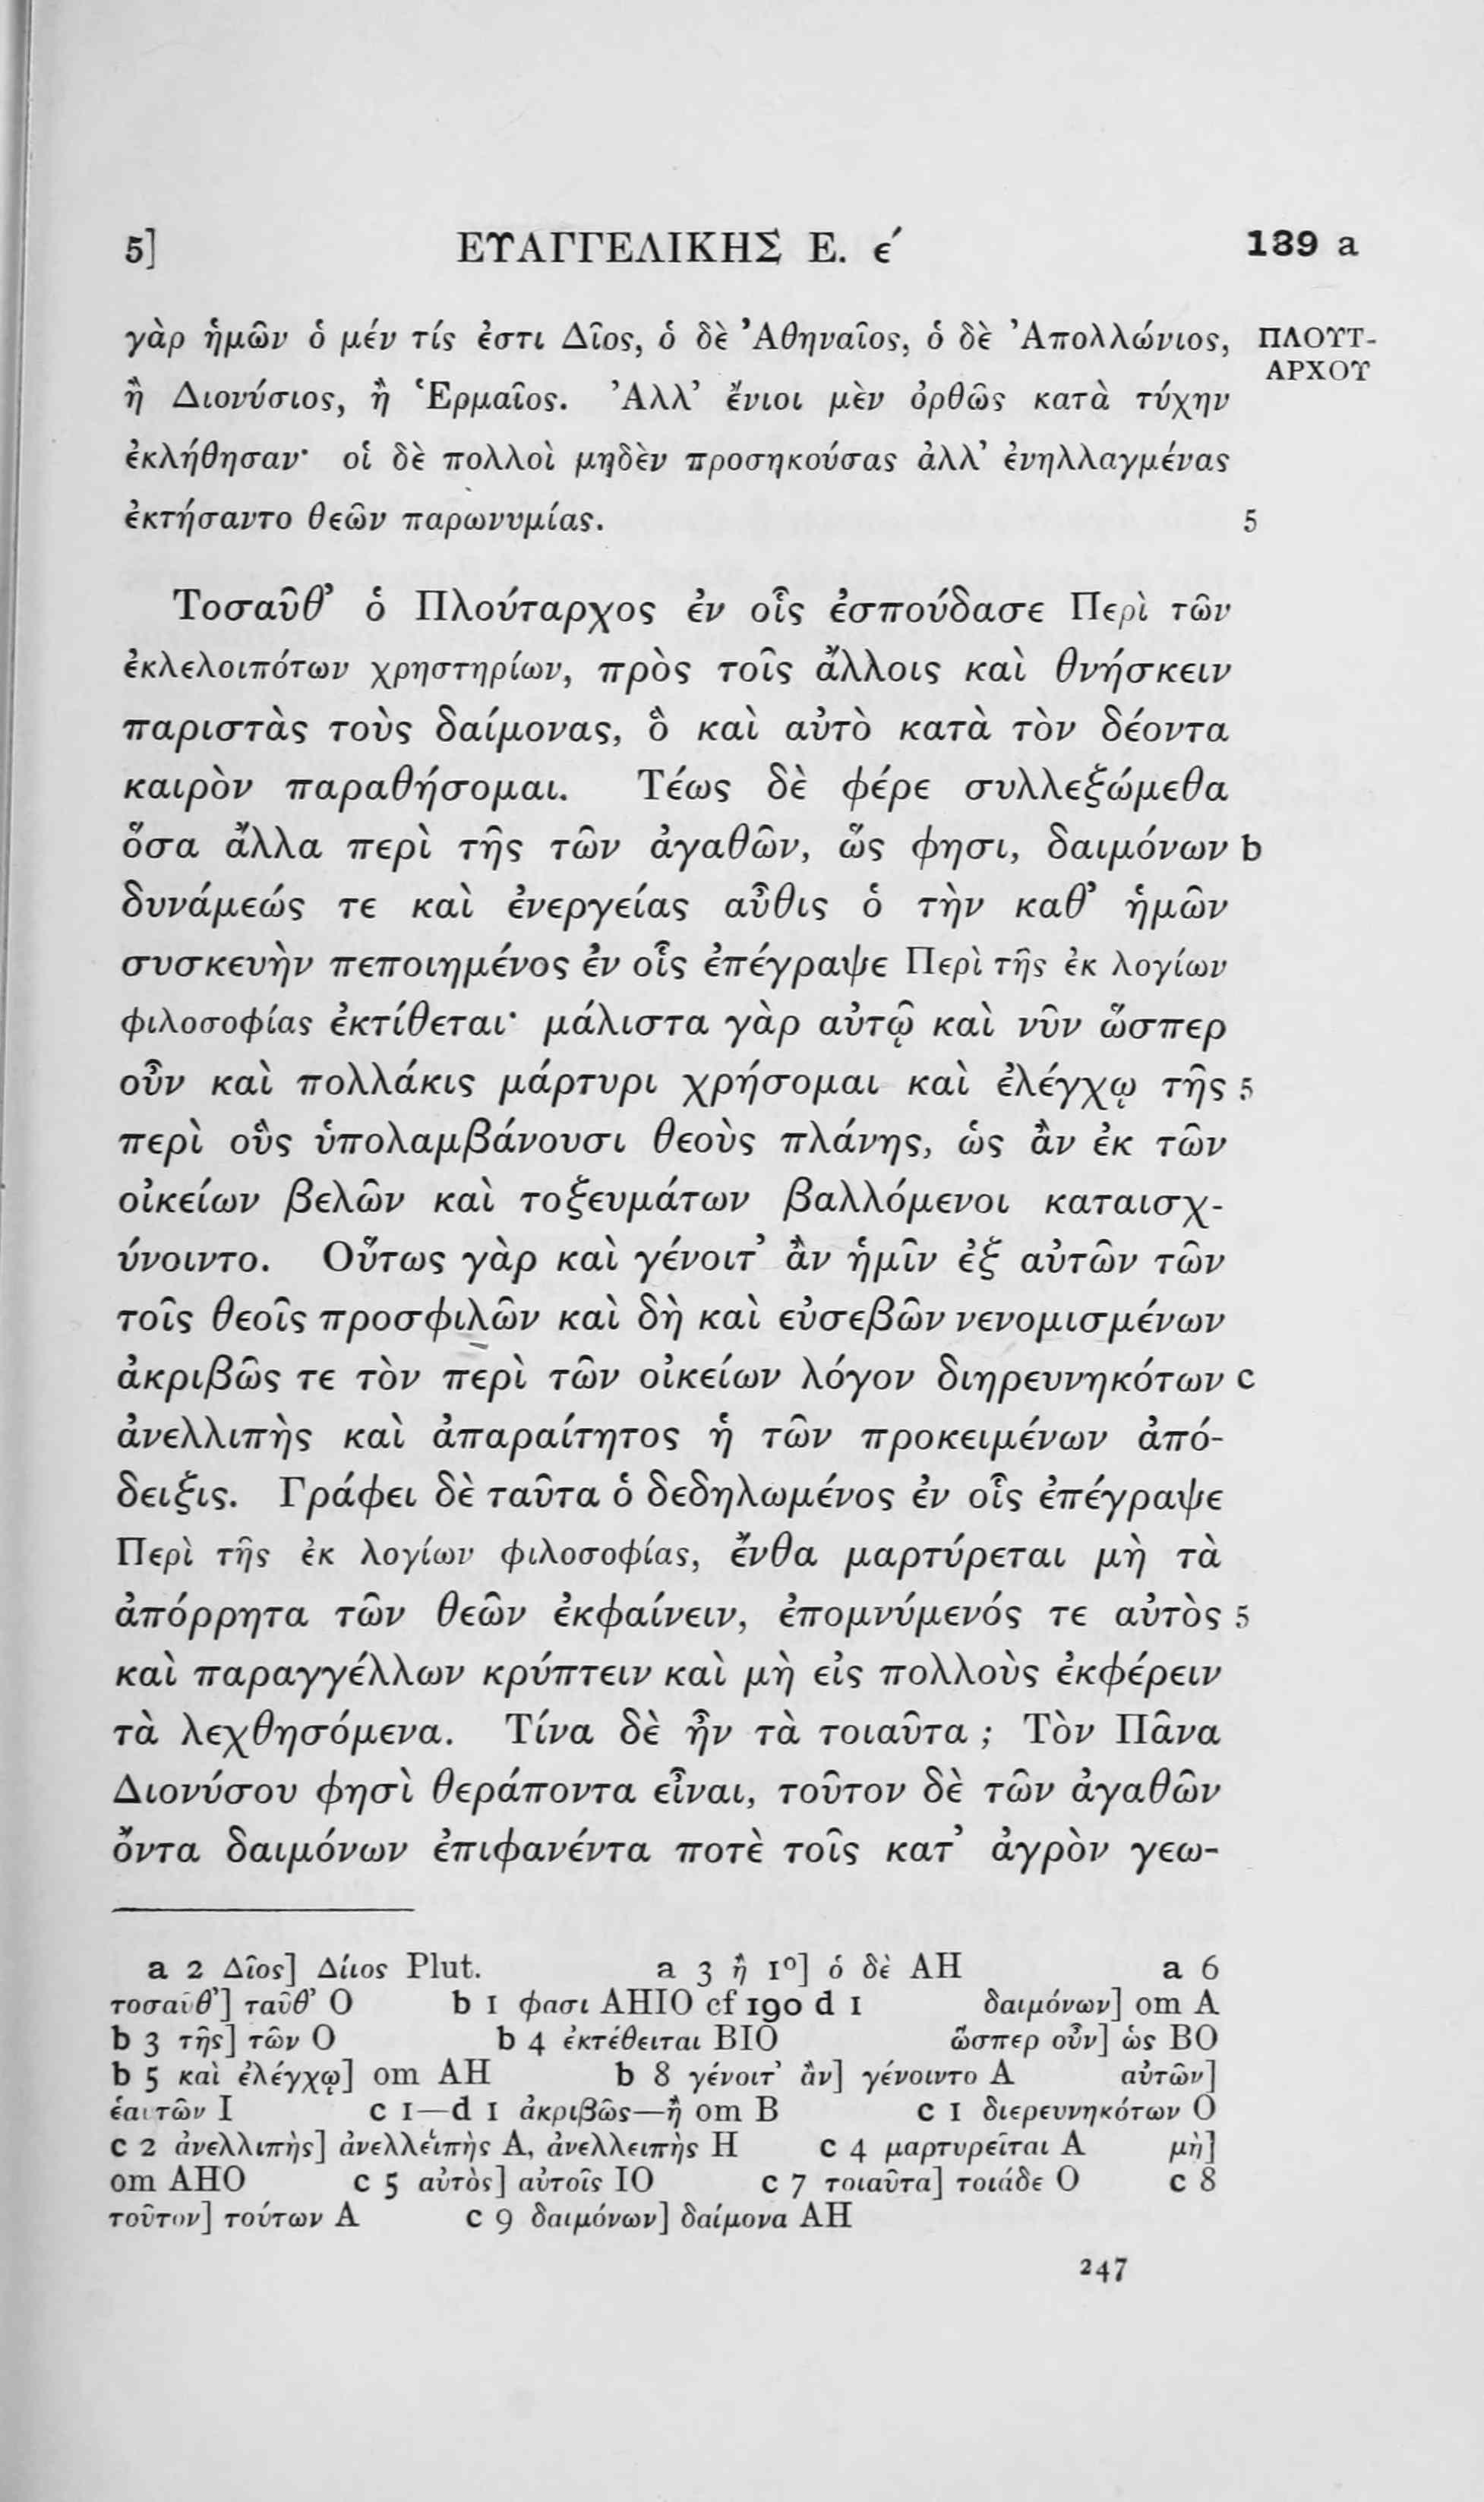 5] ΕΥΑΓΓΕΛΙΚΗΣ Ε. ε´ 189 a
γὰρ ἡμῶν ὁ μέν τίς ἐστι Δῖος, ὁ δὲ Ἀθηναῖος, ὁ δὲ Ἀπολλώνιος, ΠΛΟΥΤ-
ΑΡΧΟΥ
ἢ Διονύσιος, ἢ Ἑρμαῖος. Ἀλλ’ ἔνιοι μὲν ὀρθῶς κατὰ τύχην
ἐκλήθησαν· οἱ δὲ πολλοὶ μηδὲν προσηκούσας ἀλλ’ ἐνηλλαγμένας
ἐκτήσαντο θεῶν παρωνυμίας. 5
Τοσαῦθ’ ὁ Πλούταρχος ἐν οἷς ἐσπούδασε Περὶ τῶν
ἐκλελοιπότων χρηστηρίων, πρὸς τοῖς ἄλλοις καὶ θνήσκειν
παριστὰς τοὺς δαίμονας, ὃ καὶ αὐτὸ κατὰ τὸν δέοντα
καιρὸν παραθήσομαι. Τέως δὲ φέρε συλλεξώμεθα
ὅσα ἄλλα περὶ τῆς τῶν ἀγαθῶν, ὥς φησι, δαιμόνων b
δυνάμεώς τε καὶ ἐνεργείας αὖθις ὁ τὴν καθ’ ἡμῶν
συσκευὴν πεποιημένος ἐν οἷς ἐπέγραψε Περὶ τῆς ἐκ λογίων
φιλοσοφίας ἐκτίθεται· μάλιστα γὰρ αὐτῷ καὶ νῦν ὥσπερ
οὖν καὶ πολλάκις μάρτυρι χρήσομαι καὶ ἐλέγχῳ τῆς 5
περὶ οὓς ὑπολαμβάνουσι θεοὺς πλάνης, ὡς ἂν ἐκ τῶν
οἰκείων βελῶν καὶ τοξευμάτων βαλλόμενοι καταισχ-
ύνοιντο. Οὕτως γὰρ καὶ γένοιτ’ ἂν ἡμῖν ἐξ αὐτῶν τῶν
τοῖς θεοῖς προσφιλῶν καὶ δὴ καὶ εὐσεβῶν νενομισμένων
ἀκριβῶς τε τὸν περὶ τῶν οἰκείων λόγον διηρευνηκότων c
ἀνελλιπὴς καὶ ἀπαραίτητος ἡ τῶν προκειμένων ἀπό-
δειξις. Γράφει δὲ ταῦτα ὁ δεδηλωμένος ἐν οἷς ἐπέγραψε
Περὶ τῆς ἐκ λογίων φιλοσοφίας, ἔνθα μαρτύρεται μὴ τὰ
ἀπόρρητα τῶν θεῶν ἐκφαίνειν, ἐπομνύμενός τε αὐτὸς 5
καὶ παραγγέλλων κρύπτειν καὶ μὴ εἰς πολλοὺς ἐκφέρειν
τὰ λεχθησόμενα. Τίνα δὲ ἦν τὰ τοιαῦτα ; Τὸν Πᾶνα
Διονύσου φησὶ θεράποντα εἶναι, τοῦτον δὲ τῶν ἀγαθῶν
ὄντα δαιμόνων ἐπιφανέντα ποτὲ τοῖς κατ’ ἀγρὸν γεω-
a 2 Δῖος] Δίιος Plut. a 3 ἢ 1º] ὁ δὲ AH a 6
τοσαῦθ’] ταῦθ’ O b 1 φασι AHIO cf 190 d 1 δαιμόνων] om A
b 3 τῆς] τῶν O b 4 ἐκτέθειται BIO ὥσπερ οὖν] ὡς BO
b 5 καὶ ἐλέγχῳ] om AH b 8 γένοιτ’ ἂν] γένοιντο A αὐτῶν]
ἑαυτῶν I c 1—d 1 ἀκριβῶς—ἢ om B c 1 διερευνηκότων O
c 2 ἀνελλιπὴς] ἀνελλεἱπὴς A, ἀνελλειπὴς H c 4 μαρτυρεῖται A μὴ]
om AHO c 5 αὐτὸς] αὐτοῖς IO c 7 τοιαῦτα] τοιάδε O c 8
τοῦτον] τούτων A c 9 δαιμόνων] δαίμονα AH
247